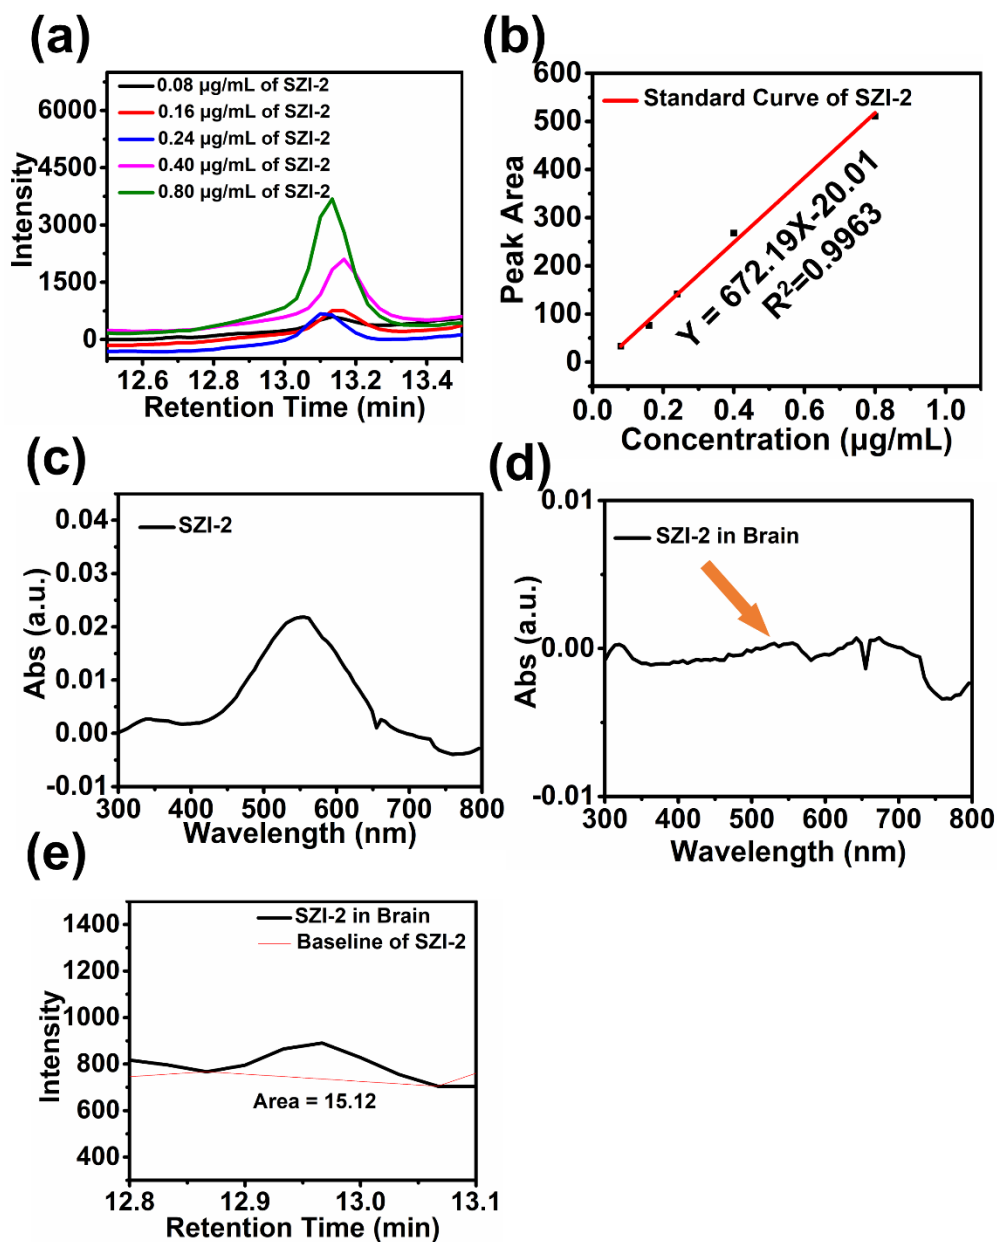 (a)
0.08 µg/mL of SZI-2
0.16 µg/mL of SZI-2
0.24 µg/mL of SZI-2
0.40 µg/mL of SZI-2
0.80 µg/mL of SZI-2
6000
4500
3000
1500
0
Intensity
12.6 12.8 13.0 13.2 13.4
Retention Time (min)
(b)
Standard Curve of SZI-2
Y = 672.19X-20.01
R²=0.9963
600
500
400
300
200
100
0
Peak Area
0.0 0.2 0.4 0.6 0.8 1.0
Concentration (µg/mL)
(c)
SZI-2
0.04
0.03
0.02
0.01
0.00
-0.01
Abs (a.u.)
300 400 500 600 700 800
Wavelength (nm)
(d)
SZI-2 in Brain
0.01
0.00
-0.01
Abs (a.u.)
300 400 500 600 700 800
Wavelength (nm)
(e)
SZI-2 in Brain
Baseline of SZI-2
1400
1200
1000
800
600
400
Intensity
Area = 15.12
12.8 12.9 13.0 13.1
Retention Time (min)